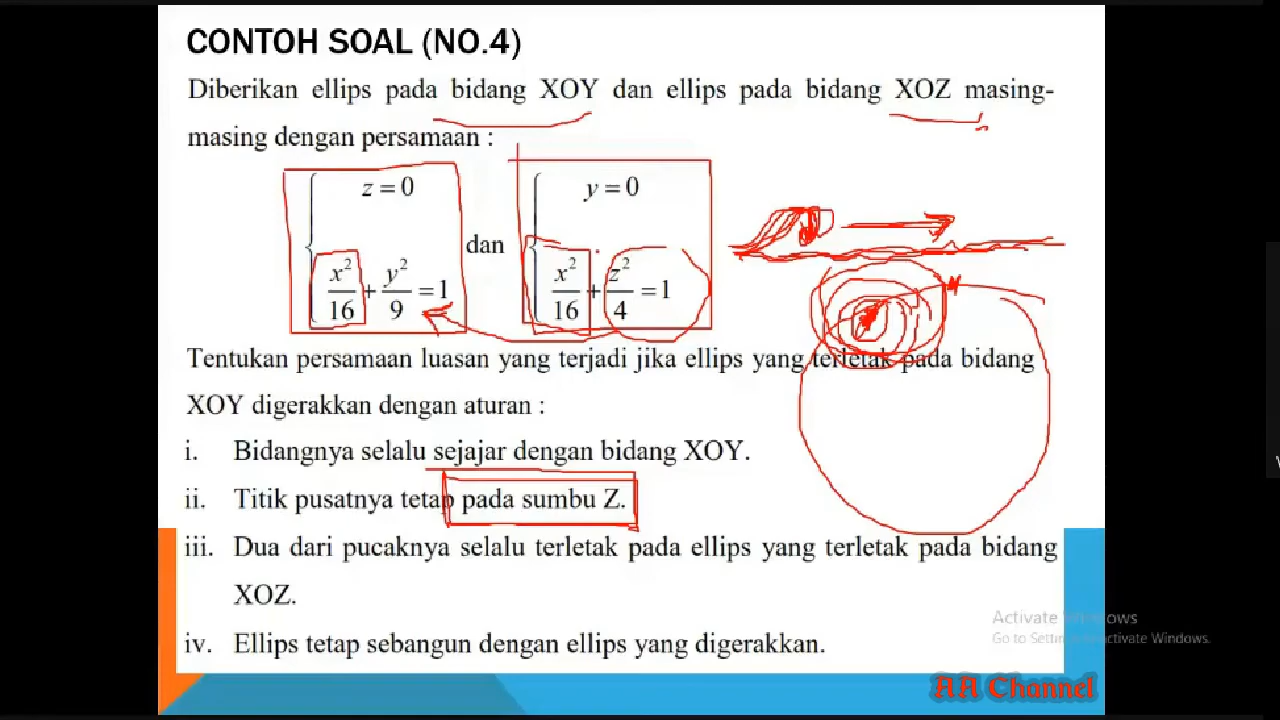 CONTOH SOAL (NO.4)
Diberikan ellips pada bidang XOY dan ellips pada bidang XOZ masing-
masing dengan persamaan :
z = 0
x²/16 + y²/9 = 1
dan
y = 0
x²/16 + z²/4 = 1
Tentukan persamaan luasan yang terjadi jika ellips yang terletak pada bidang
XOY digerakkan dengan aturan :
i. Bidangnya selalu sejajar dengan bidang XOY.
ii. Titik pusatnya tetap pada sumbu Z.
iii. Dua dari pucaknya selalu terletak pada ellips yang terletak pada bidang
XOZ.
iv. Ellips tetap sebangun dengan ellips yang digerakkan.
Activate Windows
Go to Settings to activate Windows.
AA Channel